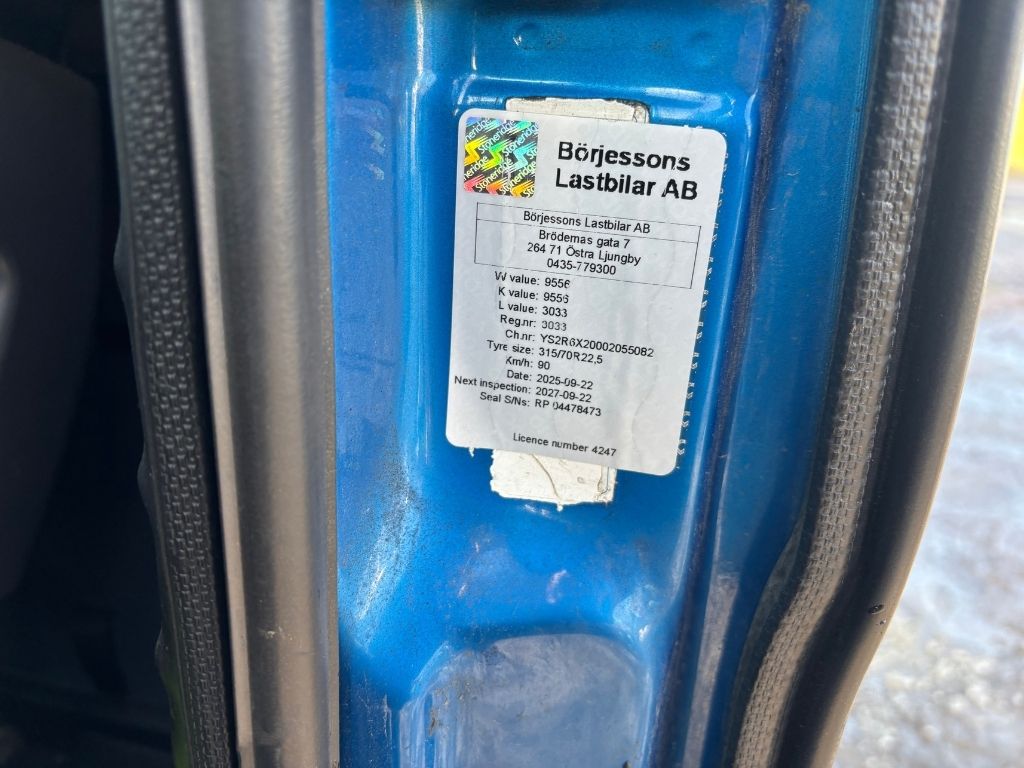 Stoneridge
Börjessons
Lastbilar AB
Börjessons Lastbilar AB
Brödernas gata 7
264 71 Östra Ljungby
0435-779300
W value: 9556
K value: 9556
L value: 3033
Reg.nr: 3033
Ch.nr: YS2R6X20002055082
Tyre size: 315/70R22,5
Km/h: 90
Date: 2025-09-22
Next inspection: 2027-09-22
Seal S/Ns: RP 04478473
Licence number 4247